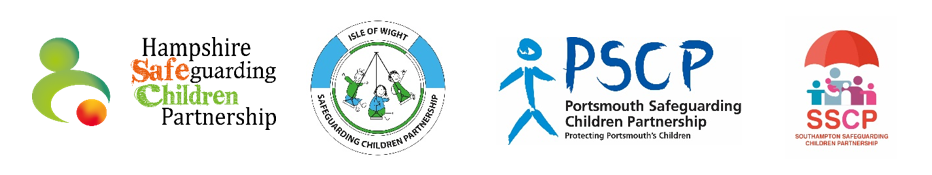 Hampshire
Safeguarding
Children
Partnership
ISLE OF WIGHT
SAFEGUARDING CHILDREN PARTNERSHIP
PSCP
Portsmouth Safeguarding
Children Partnership
Protecting Portsmouth's Children
SSCP
SOUTHAMPTON SAFEGUARDING
CHILDREN PARTNERSHIP